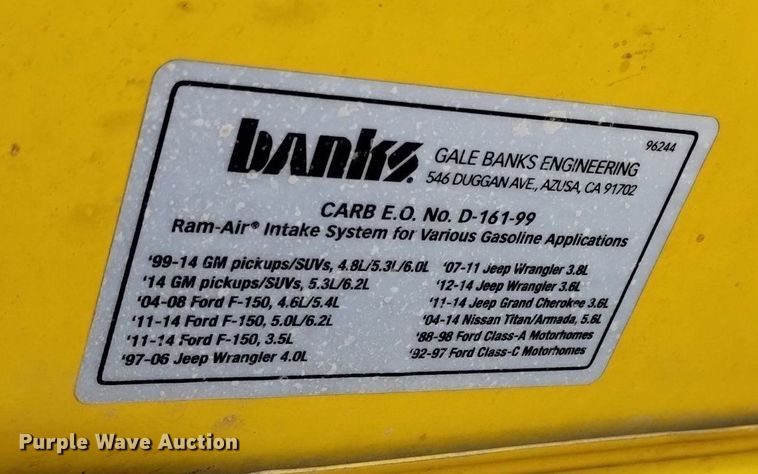 banks.
GALE BANKS ENGINEERING
96244
546 DUGGAN AVE., AZUSA, CA 91702
CARB E.O. No. D-161-99
Ram-Air® Intake System for Various Gasoline Applications
'99-14 GM pickups/SUVs, 4.8L/5.3L/6.0L
'14 GM pickups/SUVs, 5.3L/6.2L
'04-08 Ford F-150, 4.6L/5.4L
'11-14 Ford F-150, 5.0L/6.2L
'11-14 Ford F-150, 3.5L
'97-06 Jeep Wrangler 4.0L
'07-11 Jeep Wrangler 3.8L
'12-14 Jeep Wrangler 3.6L
'11-14 Jeep Grand Cherokee 3.6L
'04-14 Nissan Titan/Armada, 5.6L
'88-98 Ford Class-A Motorhomes
'92-97 Ford Class-C Motorhomes
Purple Wave Auction